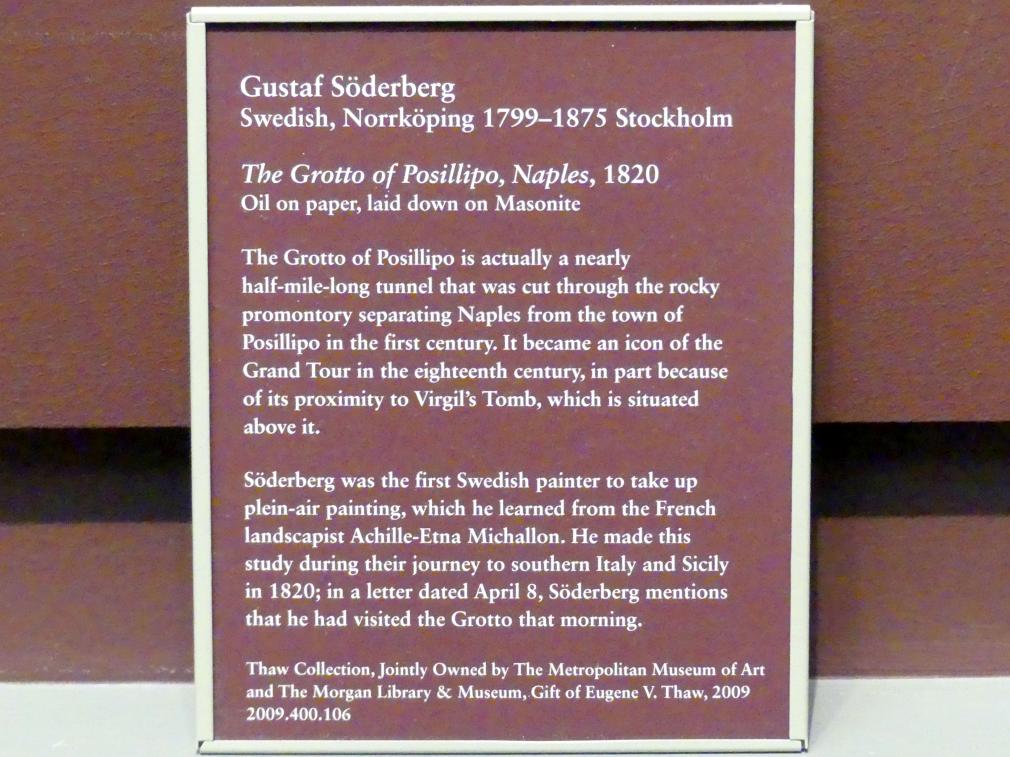 Gustaf Söderberg
Swedish, Norrköping 1799–1875 Stockholm
The Grotto of Posillipo, Naples, 1820
Oil on paper, laid down on Masonite
The Grotto of Posillipo is actually a nearly
half-mile-long tunnel that was cut through the rocky
promontory separating Naples from the town of
Posillipo in the first century. It became an icon of the
Grand Tour in the eighteenth century, in part because
of its proximity to Virgil’s Tomb, which is situated
above it.
Söderberg was the first Swedish painter to take up
plein-air painting, which he learned from the French
landscapist Achille-Etna Michallon. He made this
study during their journey to southern Italy and Sicily
in 1820; in a letter dated April 8, Söderberg mentions
that he had visited the Grotto that morning.
Thaw Collection, Jointly Owned by The Metropolitan Museum of Art
and The Morgan Library & Museum, Gift of Eugene V. Thaw, 2009
2009.400.106